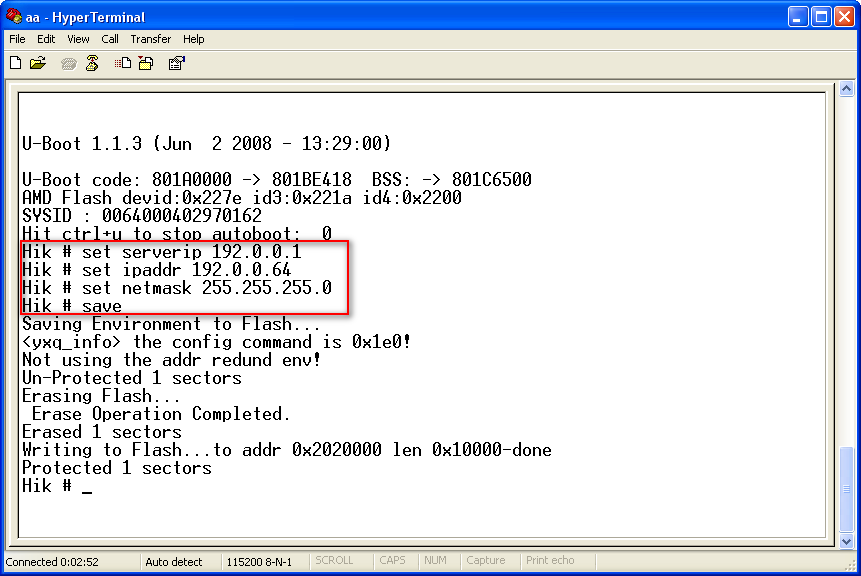 aa - HyperTerminal
File Edit View Call Transfer Help
U-Boot 1.1.3 (Jun  2 2008 - 13:29:00)
U-Boot code: 801A0000 -> 801BE418  BSS: -> 801C6500
AMD Flash devid:0x227e id3:0x221a id4:0x2200
SYSID : 0064000402970162
Hit ctrl+u to stop autoboot:  0
Hik # set serverip 192.0.0.1
Hik # set ipaddr 192.0.0.64
Hik # set netmask 255.255.255.0
Hik # save
Saving Environment to Flash...
<yxq_info> the config command is 0x1e0!
Not using the addr redund env!
Un-Protected 1 sectors
Erasing Flash...
 Erase Operation Completed.
Erased 1 sectors
Writing to Flash...to addr 0x2020000 len 0x10000-done
Protected 1 sectors
Hik # _
Connected 0:02:52 Auto detect 115200 8-N-1 SCROLL CAPS NUM Capture Print echo